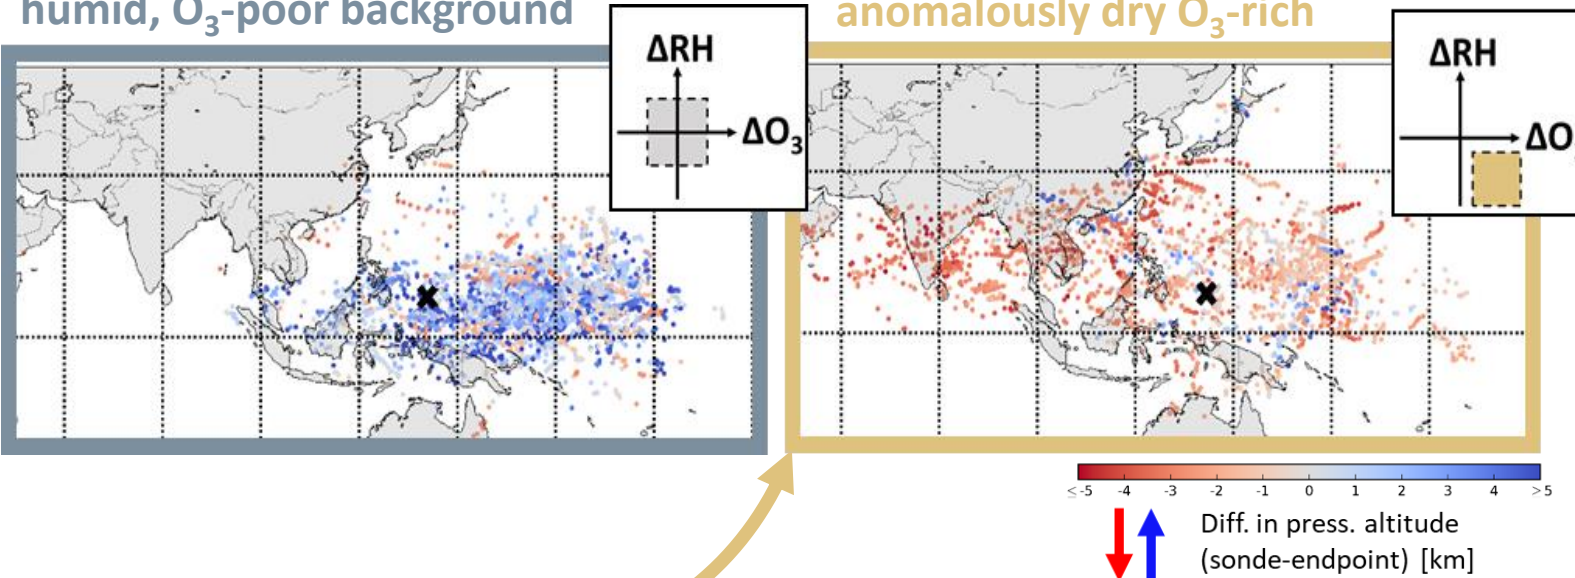 humid, O3-poor background
anomalously dry O3-rich
ΔRH
ΔO3
ΔRH
ΔO
≤-5 -4 -3 -2 -1 0 1 2 3 4 >5
Diff. in press. altitude
(sonde-endpoint) [km]